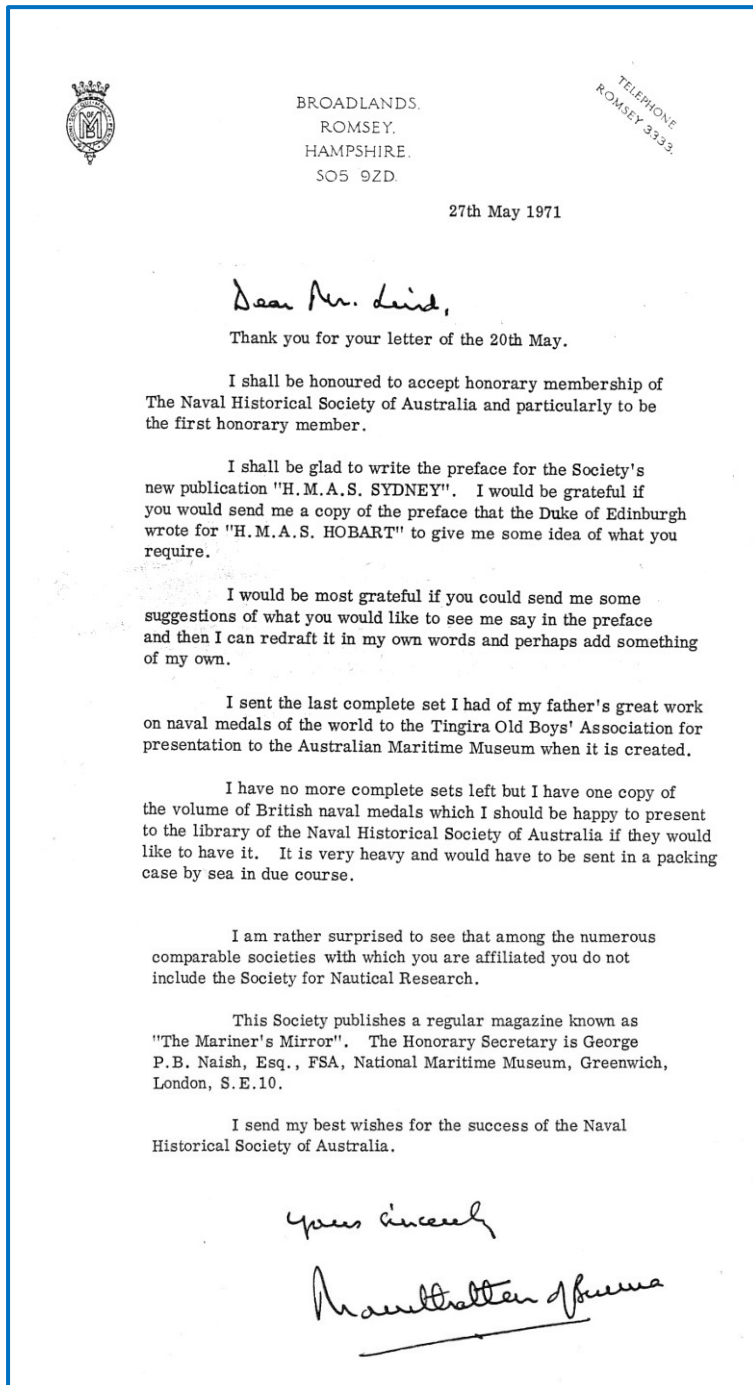 BROADLANDS.
ROMSEY.
HAMPSHIRE.
SO5 9ZD.
TELEPHONE
ROMSEY 3333.
27th May 1971
Dear Mr. Lind,
Thank you for your letter of the 20th May.
I shall be honoured to accept honorary membership of
The Naval Historical Society of Australia and particularly to be
the first honorary member.
I shall be glad to write the preface for the Society's
new publication "H.M.A.S. SYDNEY". I would be grateful if
you would send me a copy of the preface that the Duke of Edinburgh
wrote for "H.M.A.S. HOBART" to give me some idea of what you
require.
I would be most grateful if you could send me some
suggestions of what you would like to see me say in the preface
and then I can redraft it in my own words and perhaps add something
of my own.
I sent the last complete set I had of my father's great work
on naval medals of the world to the Tingira Old Boys' Association for
presentation to the Australian Maritime Museum when it is created.
I have no more complete sets left but I have one copy of
the volume of British naval medals which I should be happy to present
to the library of the Naval Historical Society of Australia if they would
like to have it. It is very heavy and would have to be sent in a packing
case by sea in due course.
I am rather surprised to see that among the numerous
comparable societies with which you are affiliated you do not
include the Society for Nautical Research.
This Society publishes a regular magazine known as
"The Mariner's Mirror". The Honorary Secretary is George
P.B. Naish, Esq., FSA, National Maritime Museum, Greenwich,
London, S.E.10.
I send my best wishes for the success of the Naval
Historical Society of Australia.
Yours sincerely
Mountbatten of Burma